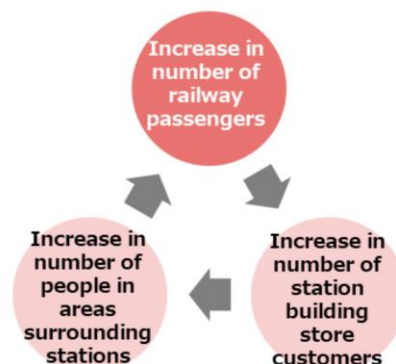 Increase in
number of
railway
passengers
Increase in
number of
station
building
store
customers
Increase in
number of
people in
areas
surrounding
stations